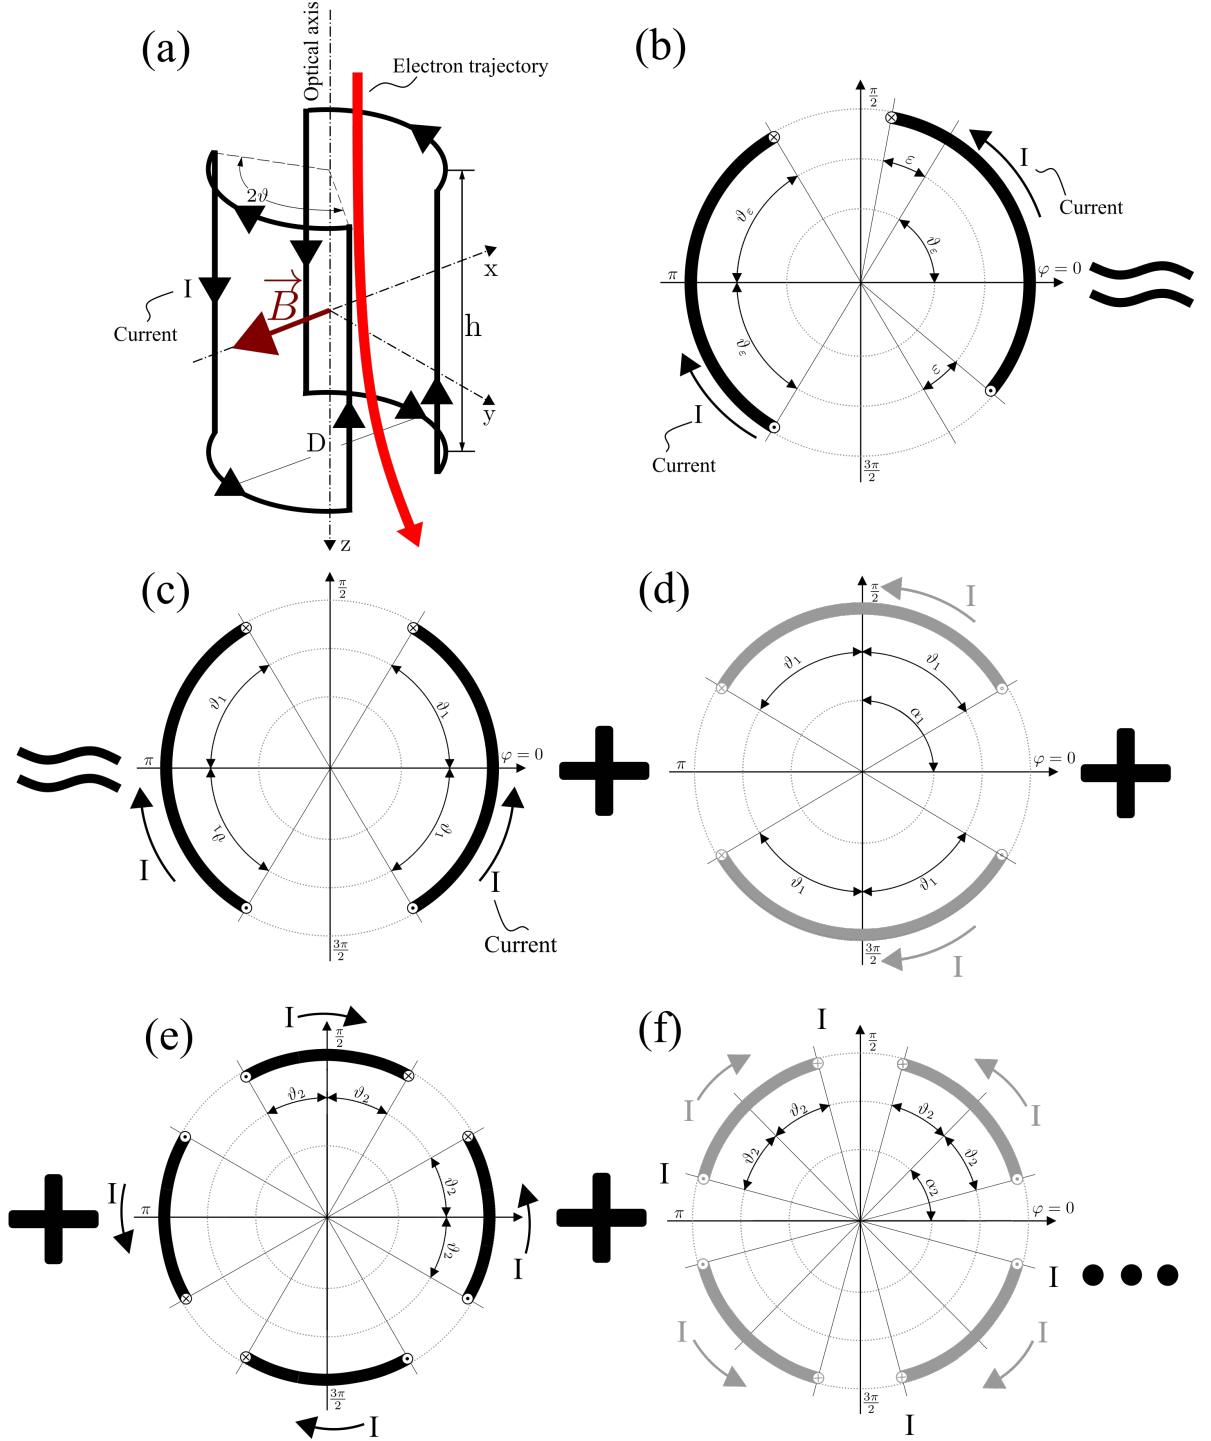 (a)
Optical axis
Electron trajectory
2ϑ
I
Current
B
x
h
y
D
z
(b)
π/2
ε
I
Current
ϑε
ϑε
π
φ = 0
ϑε
ε
I
Current
3π/2
(c)
π/2
ϑ1
ϑ1
π
φ = 0
ϑ1
ϑ1
I
I
3π/2
Current
(d)
π/2
I
ϑ1
ϑ1
α1
π
φ = 0
ϑ1
ϑ1
3π/2
I
(e)
I
π/2
ϑ2
ϑ2
I
ϑ2
π
ϑ2
I
3π/2
I
(f)
I
π/2
I
I
ϑ2
ϑ2
ϑ2
ϑ2
I
α2
π
φ = 0
I
I
I
3π/2
I